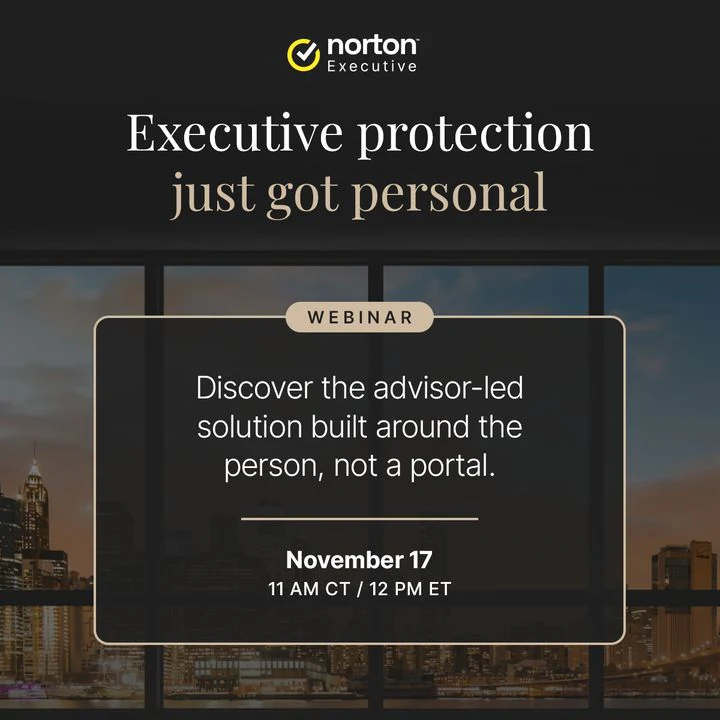 norton™
Executive
Executive protection
just got personal
WEBINAR
Discover the advisor-led
solution built around the
person, not a portal.
November 17
11 AM CT / 12 PM ET